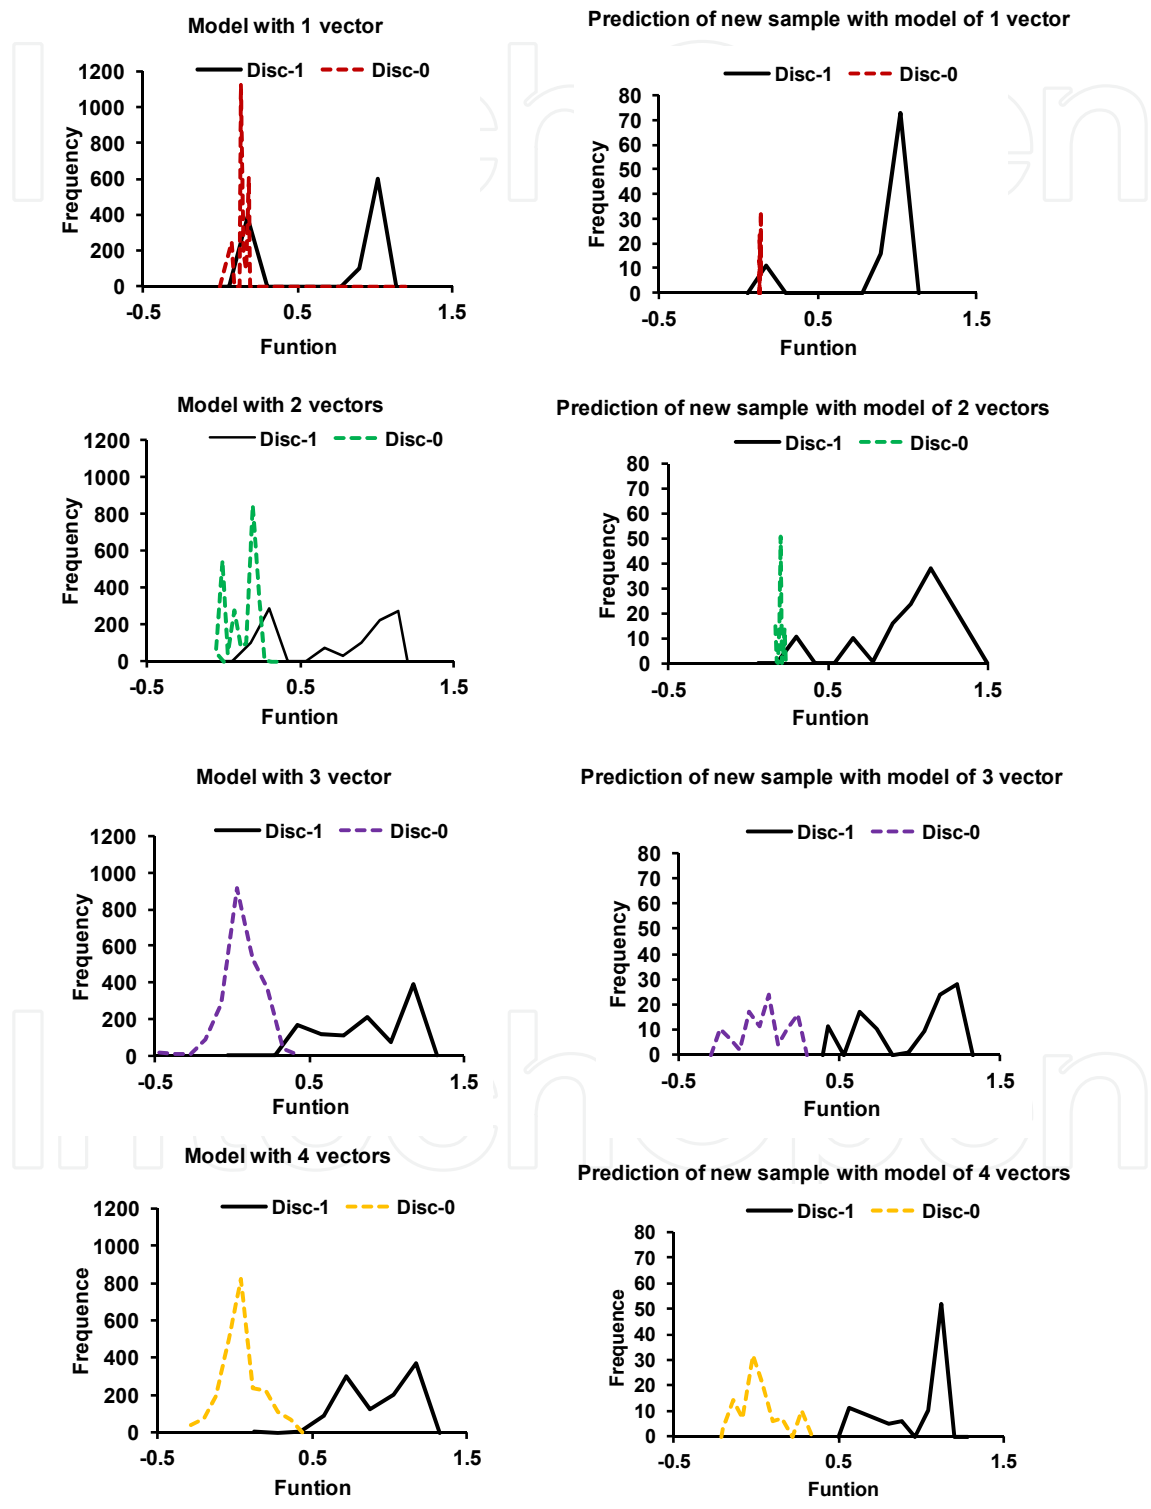 Model with 1 vector
Disc-1 Disc-0
1200
1000
800
600
400
200
0
Frequency
-0.5 0.5 1.5
Funtion
Prediction of new sample with model of 1 vector
Disc-1 Disc-0
80
70
60
50
40
30
20
10
0
Frequency
-0.5 0.5 1.5
Funtion
Model with 2 vectors
Disc-1 Disc-0
1200
1000
800
600
400
200
0
Frequency
-0.5 0.5 1.5
Funtion
Prediction of new sample with model of 2 vectors
Disc-1 Disc-0
80
70
60
50
40
30
20
10
0
Frequency
-0.5 0.5 1.5
Funtion
Model with 3 vector
Disc-1 Disc-0
1200
1000
800
600
400
200
0
Frequency
-0.5 0.5 1.5
Funtion
Prediction of new sample with model of 3 vector
Disc-1 Disc-0
80
70
60
50
40
30
20
10
0
Frequency
-0.5 0.5 1.5
Funtion
Model with 4 vectors
Disc-1 Disc-0
1200
1000
800
600
400
200
0
Frequence
-0.5 0.5 1.5
Funtion
Prediction of new sample with model of 4 vectors
Disc-1 Disc-0
80
70
60
50
40
30
20
10
0
Frequence
-0.5 0.5 1.5
Funtion